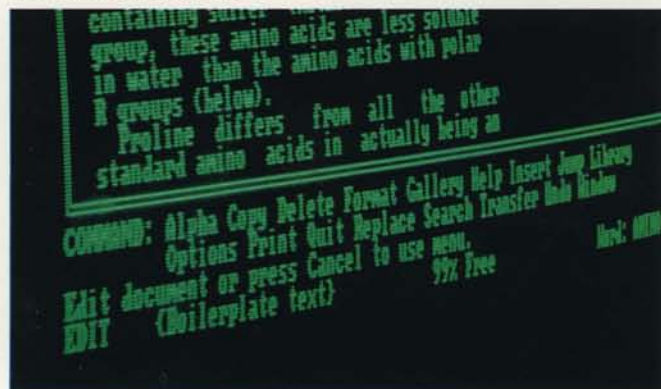 containing sulfer
group, these amino acids are less soluble
in water than the amino acids with polar
R groups (below).
Proline differs from all the other
standard amino acids in actually being an
COMMAND: Alpha Copy Delete Format Gallery Help Insert Jump Library
Options Print Quit Replace Search Transfer Undo Window
Edit document or press Cancel to use menu.
EDIT {Boilerplate text} 99% Free Word: